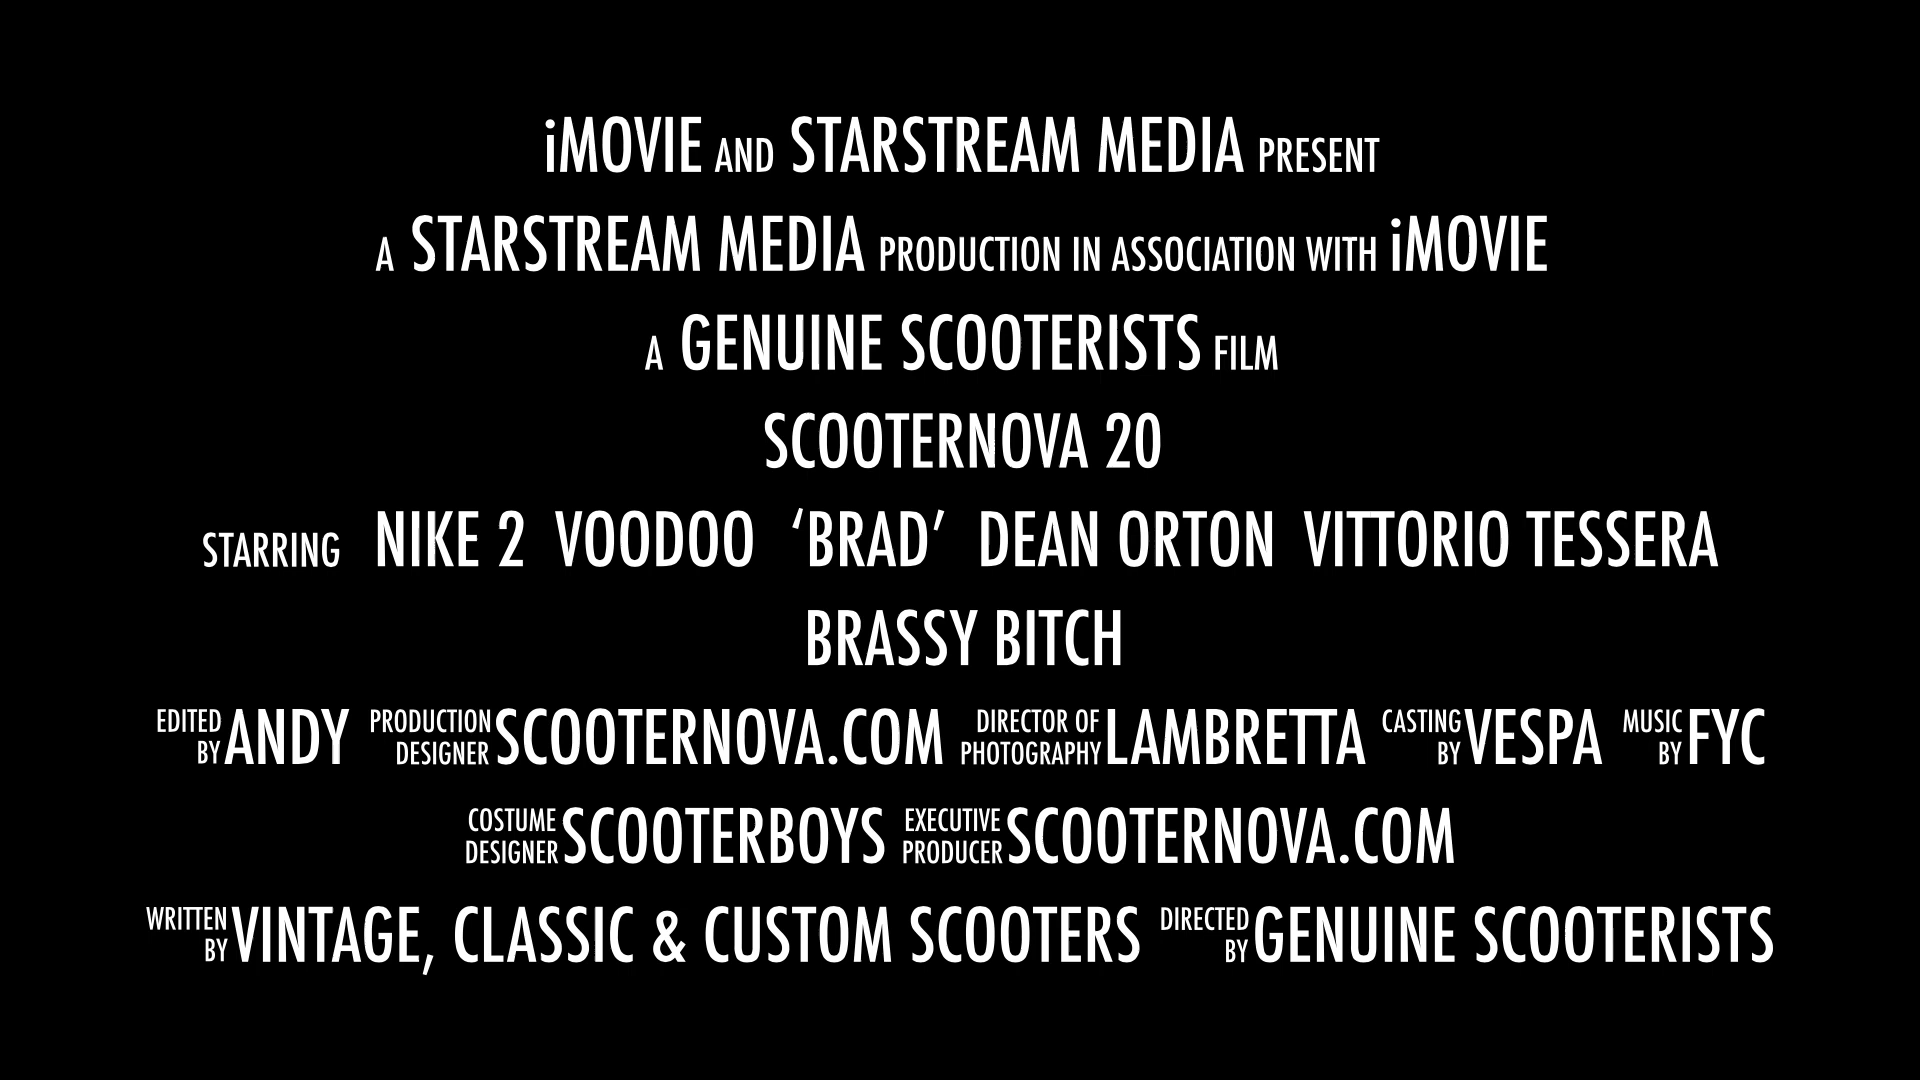 iMOVIE AND STARSTREAM MEDIA PRESENT
A STARSTREAM MEDIA PRODUCTION IN ASSOCIATION WITH iMOVIE
A GENUINE SCOOTERISTS FILM
SCOOTERNOVA 20
STARRING NIKE 2 VOODOO ‘BRAD’ DEAN ORTON VITTORIO TESSERA
BRASSY BITCH
EDITED BY ANDY PRODUCTION DESIGNER SCOOTERNOVA.COM DIRECTOR OF PHOTOGRAPHY LAMBRETTA CASTING BY VESPA MUSIC BY FYC
COSTUME DESIGNER SCOOTERBOYS EXECUTIVE PRODUCER SCOOTERNOVA.COM
WRITTEN BY VINTAGE, CLASSIC & CUSTOM SCOOTERS DIRECTED BY GENUINE SCOOTERISTS